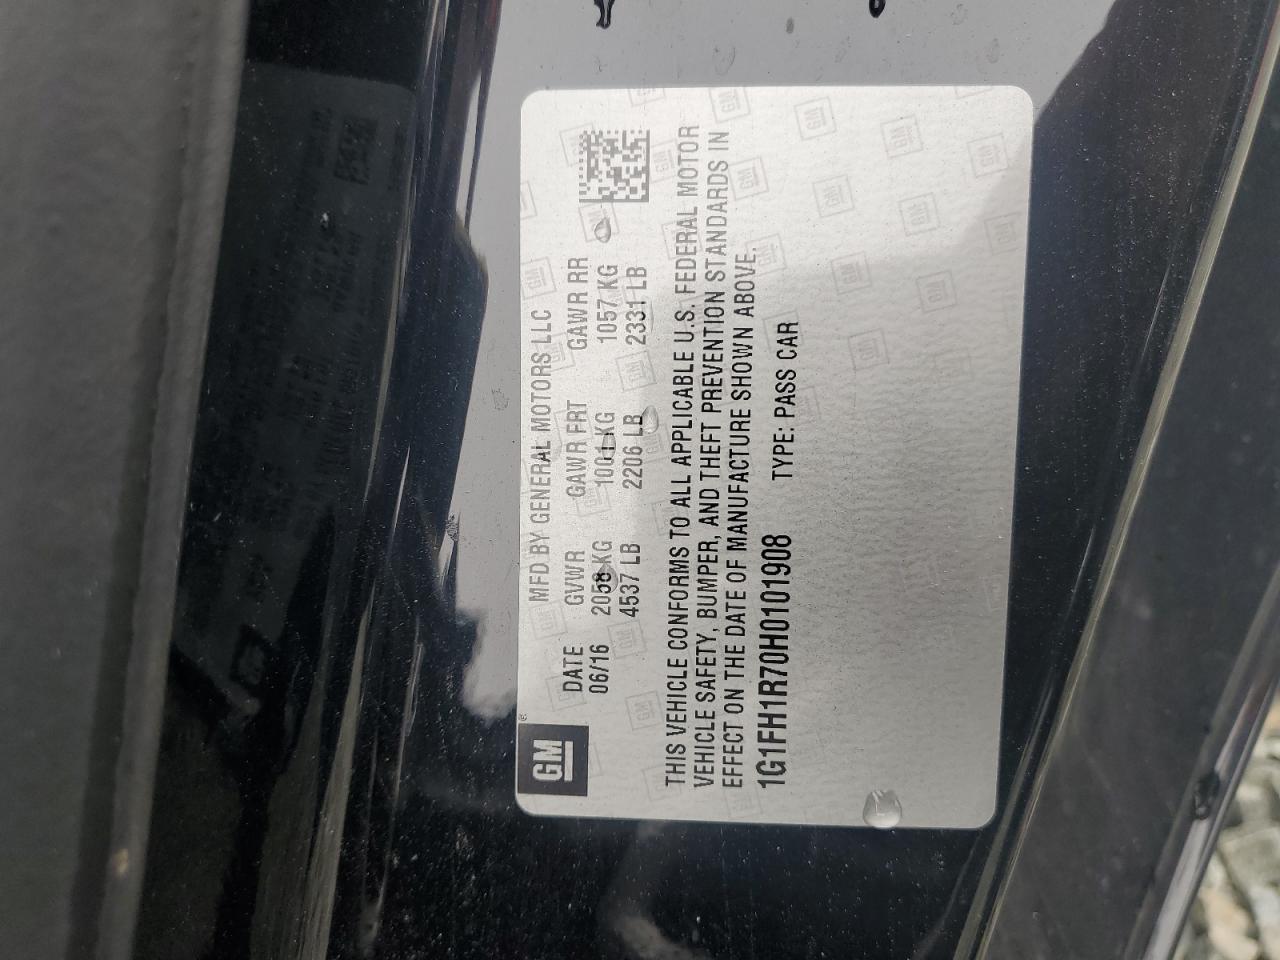 GM
MFD BY GENERAL MOTORS LLC
DATE GVWR GAWR FRT GAWR RR
06/16 2058 KG 1001 KG 1057 KG
4537 LB 2206 LB 2331 LB
THIS VEHICLE CONFORMS TO ALL APPLICABLE U.S. FEDERAL MOTOR
VEHICLE SAFETY, BUMPER, AND THEFT PREVENTION STANDARDS IN
EFFECT ON THE DATE OF MANUFACTURE SHOWN ABOVE.
1G1FH1R70H0101908 TYPE: PASS CAR